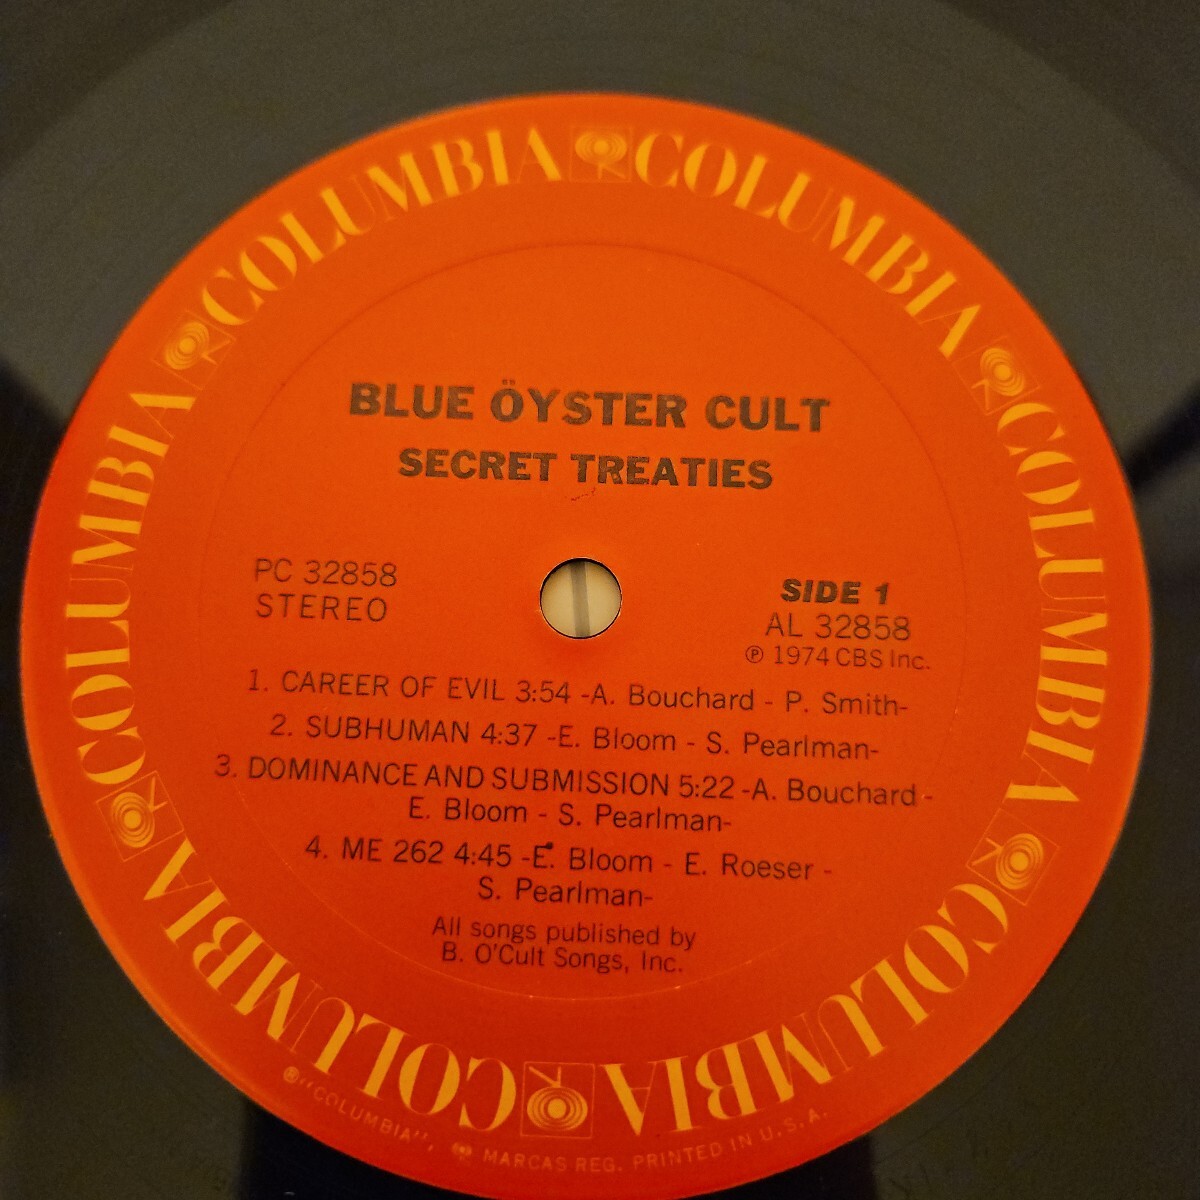 COLUMBIA COLUMBIA COLUMBIA COLUMBIA COLUMBIA COLUMBIA COLUMBIA COLUMBIA
BLUE ÖYSTER CULT
SECRET TREATIES
PC 32858
STEREO
SIDE 1
AL 32858
℗ 1974 CBS Inc.
1. CAREER OF EVIL 3:54 -A. Bouchard - P. Smith-
2. SUBHUMAN 4:37 -E. Bloom - S. Pearlman-
3. DOMINANCE AND SUBMISSION 5:22 -A. Bouchard -
E. Bloom - S. Pearlman-
4. ME 262 4:45 -E. Bloom - E. Roeser -
S. Pearlman-
All songs published by
B. O'Cult Songs, Inc.
®"COLUMBIA", MARCAS REG. PRINTED IN U.S.A.